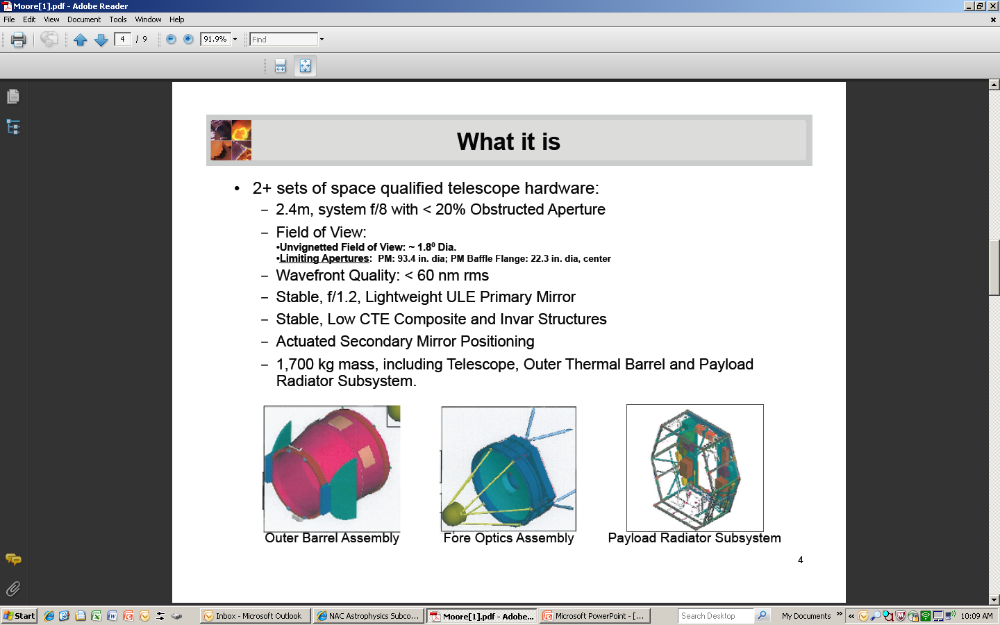 Moore[1].pdf - Adobe Reader
File Edit View Document Tools Window Help
4 / 9 91.9% Find
What it is
• 2+ sets of space qualified telescope hardware:
– 2.4m, system f/8 with < 20% Obstructed Aperture
– Field of View:
•Unvignetted Field of View: ~ 1.8⁰ Dia.
•Limiting Apertures: PM: 93.4 in. dia; PM Baffle Flange: 22.3 in. dia, center
– Wavefront Quality: < 60 nm rms
– Stable, f/1.2, Lightweight ULE Primary Mirror
– Stable, Low CTE Composite and Invar Structures
– Actuated Secondary Mirror Positioning
– 1,700 kg mass, including Telescope, Outer Thermal Barrel and Payload
Radiator Subsystem.
Outer Barrel Assembly Fore Optics Assembly Payload Radiator Subsystem
4
Start Inbox - Microsoft Outlook NAC Astrophysics Subco... Moore[1].pdf - Adobe... Microsoft PowerPoint - [... Search Desktop My Documents » « 10:09 AM